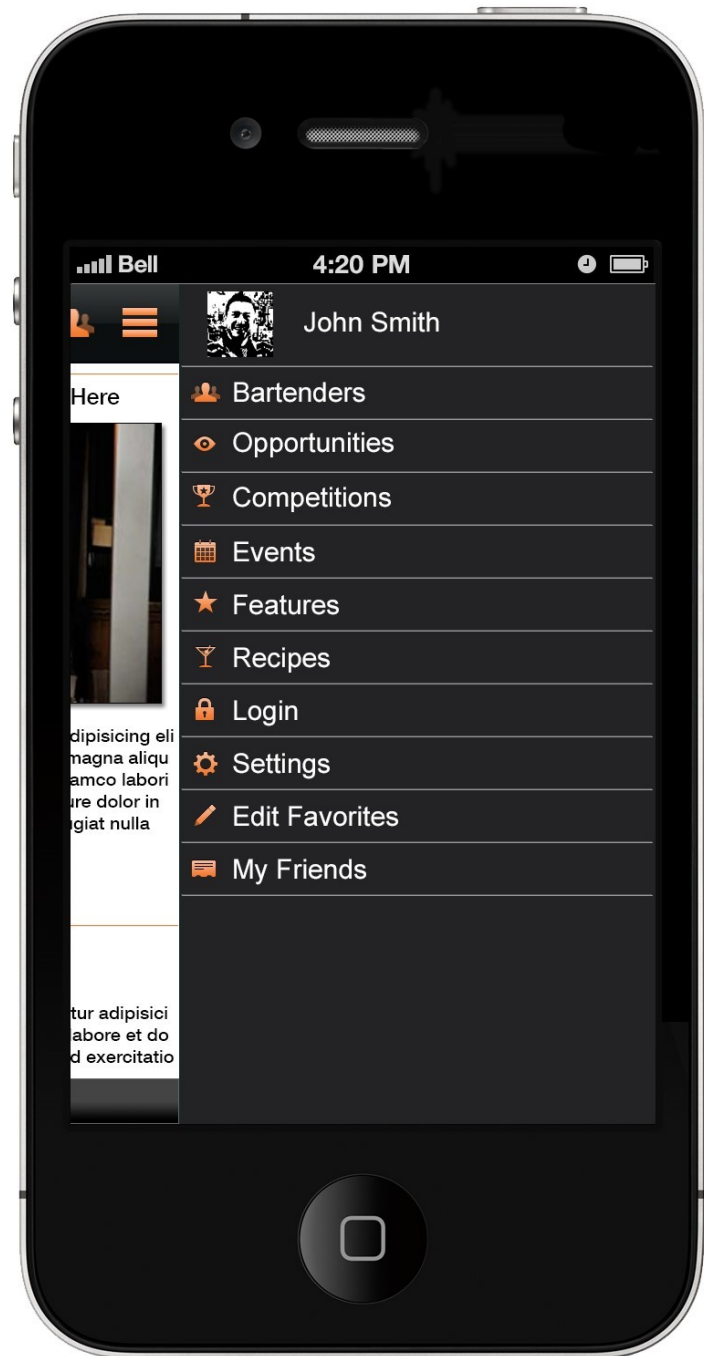 Bell 4:20 PM
John Smith
Here
Bartenders
Opportunities
Competitions
Events
Features
Recipes
Login
Settings
Edit Favorites
My Friends
dipisicing eli
magna aliqu
amco labori
ure dolor in
ugiat nulla
tur adipisici
labore et do
d exercitatio